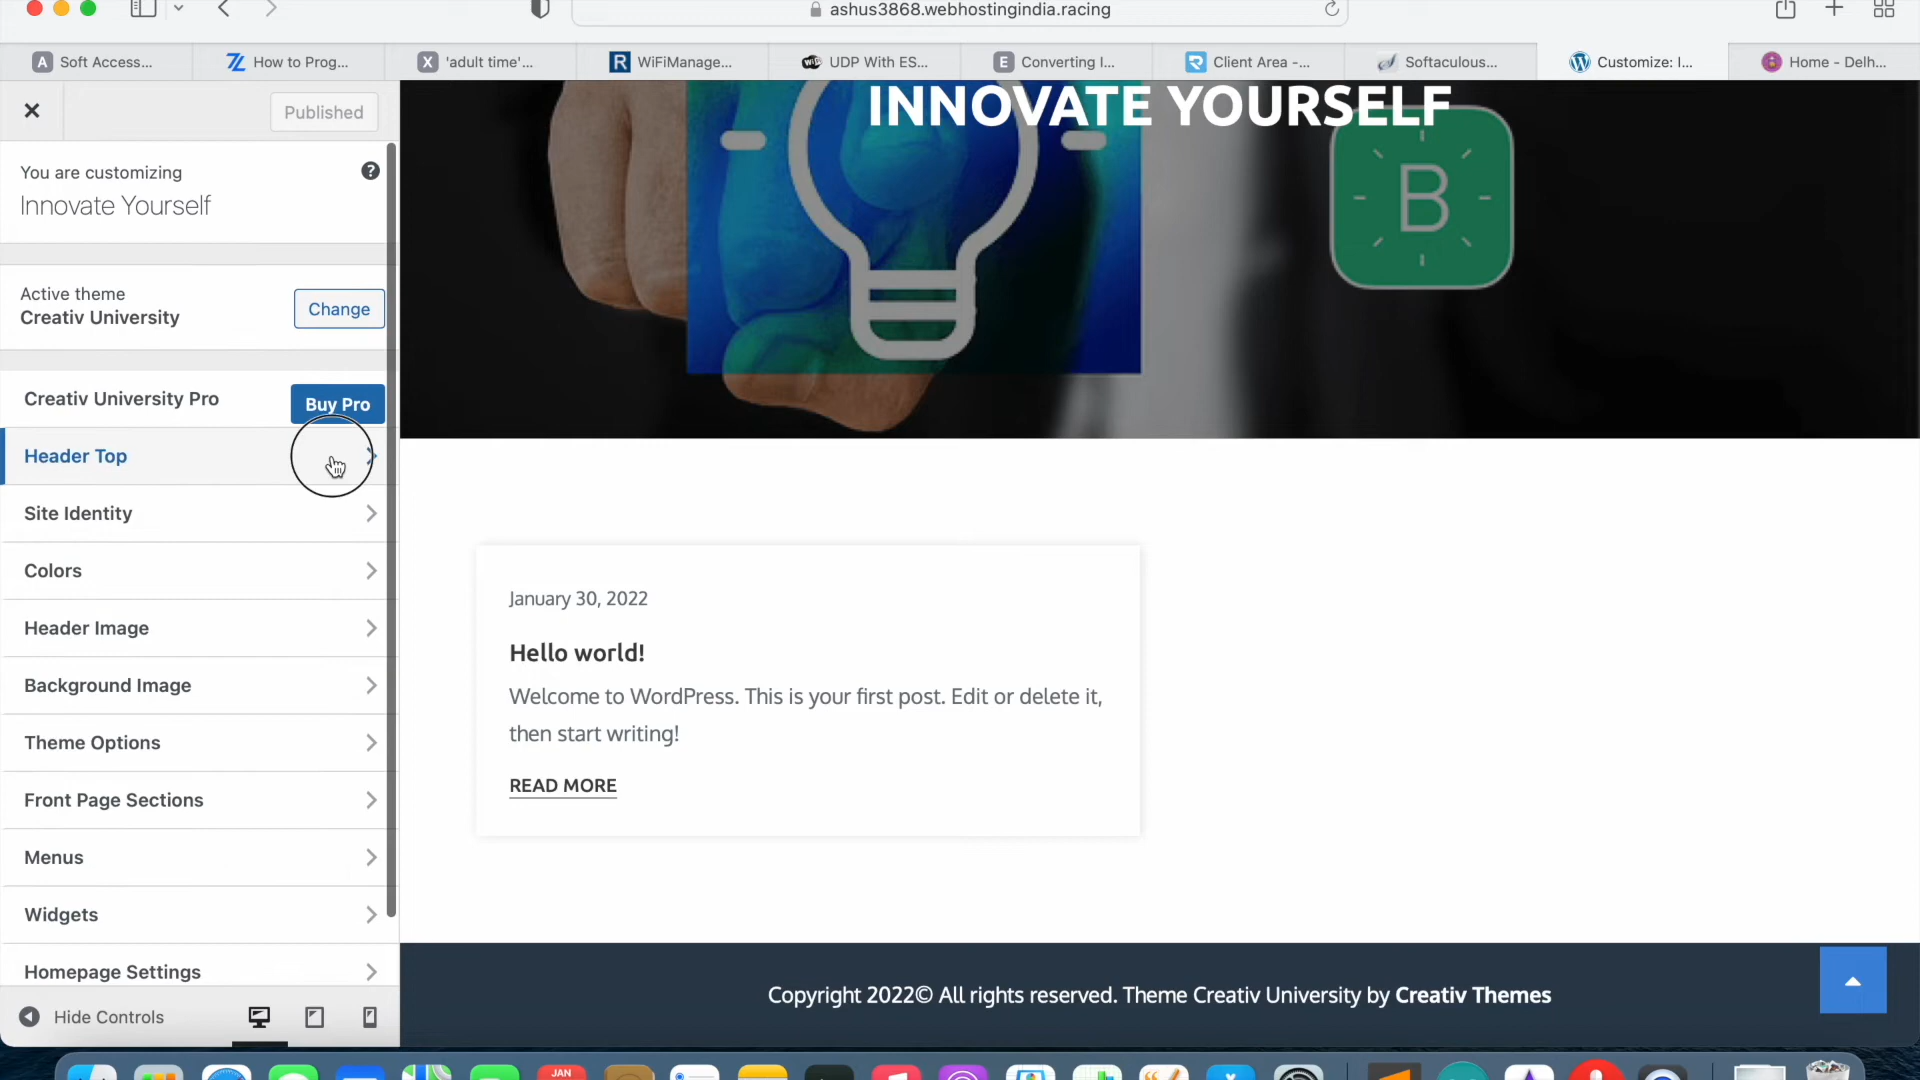 ashus3868.webhostingindia.racing
A Soft Access...
How to Prog...
X 'adult time'...
R WiFiManage...
UDP With ES...
E Converting I...
Client Area -...
Softaculous...
Customize: I...
Home - Delh...
Published
INNOVATE YOURSELF
B
You are customizing
Innovate Yourself
Active theme
Creativ University
Change
Creativ University Pro
Buy Pro
Header Top
Site Identity
Colors
Header Image
Background Image
Theme Options
Front Page Sections
Menus
Widgets
Homepage Settings
Hide Controls
January 30, 2022
Hello world!
Welcome to WordPress. This is your first post. Edit or delete it,
then start writing!
READ MORE
Copyright 2022© All rights reserved. Theme Creativ University by Creativ Themes
JAN